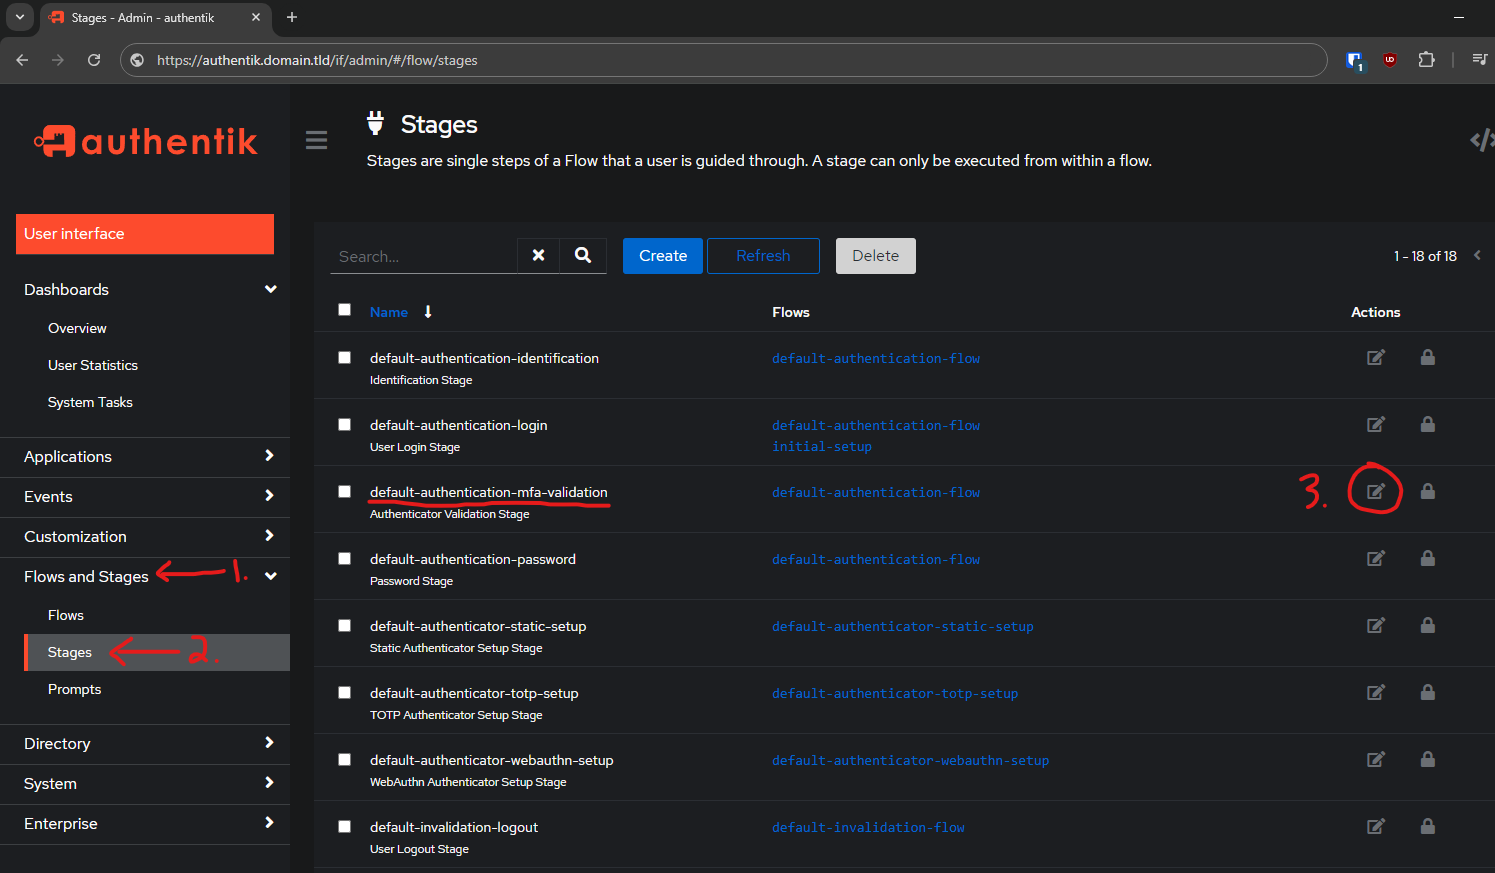 Stages - Admin - authentik
https://authentik.domain.tld/if/admin/#/flow/stages
1
UD
authentik
User interface
Dashboards
Overview
User Statistics
System Tasks
Applications
Events
Customization
Flows and Stages
1.
Flows
Stages
2.
Prompts
Directory
System
Enterprise
Stages
Stages are single steps of a Flow that a user is guided through. A stage can only be executed from within a flow.
Search...
Create
Refresh
Delete
1 - 18 of 18
Name
Flows
Actions
default-authentication-identification
Identification Stage
default-authentication-flow
default-authentication-login
User Login Stage
default-authentication-flow
initial-setup
default-authentication-mfa-validation
Authenticator Validation Stage
default-authentication-flow
3.
default-authentication-password
Password Stage
default-authentication-flow
default-authenticator-static-setup
Static Authenticator Setup Stage
default-authenticator-static-setup
default-authenticator-totp-setup
TOTP Authenticator Setup Stage
default-authenticator-totp-setup
default-authenticator-webauthn-setup
WebAuthn Authenticator Setup Stage
default-authenticator-webauthn-setup
default-invalidation-logout
User Logout Stage
default-invalidation-flow